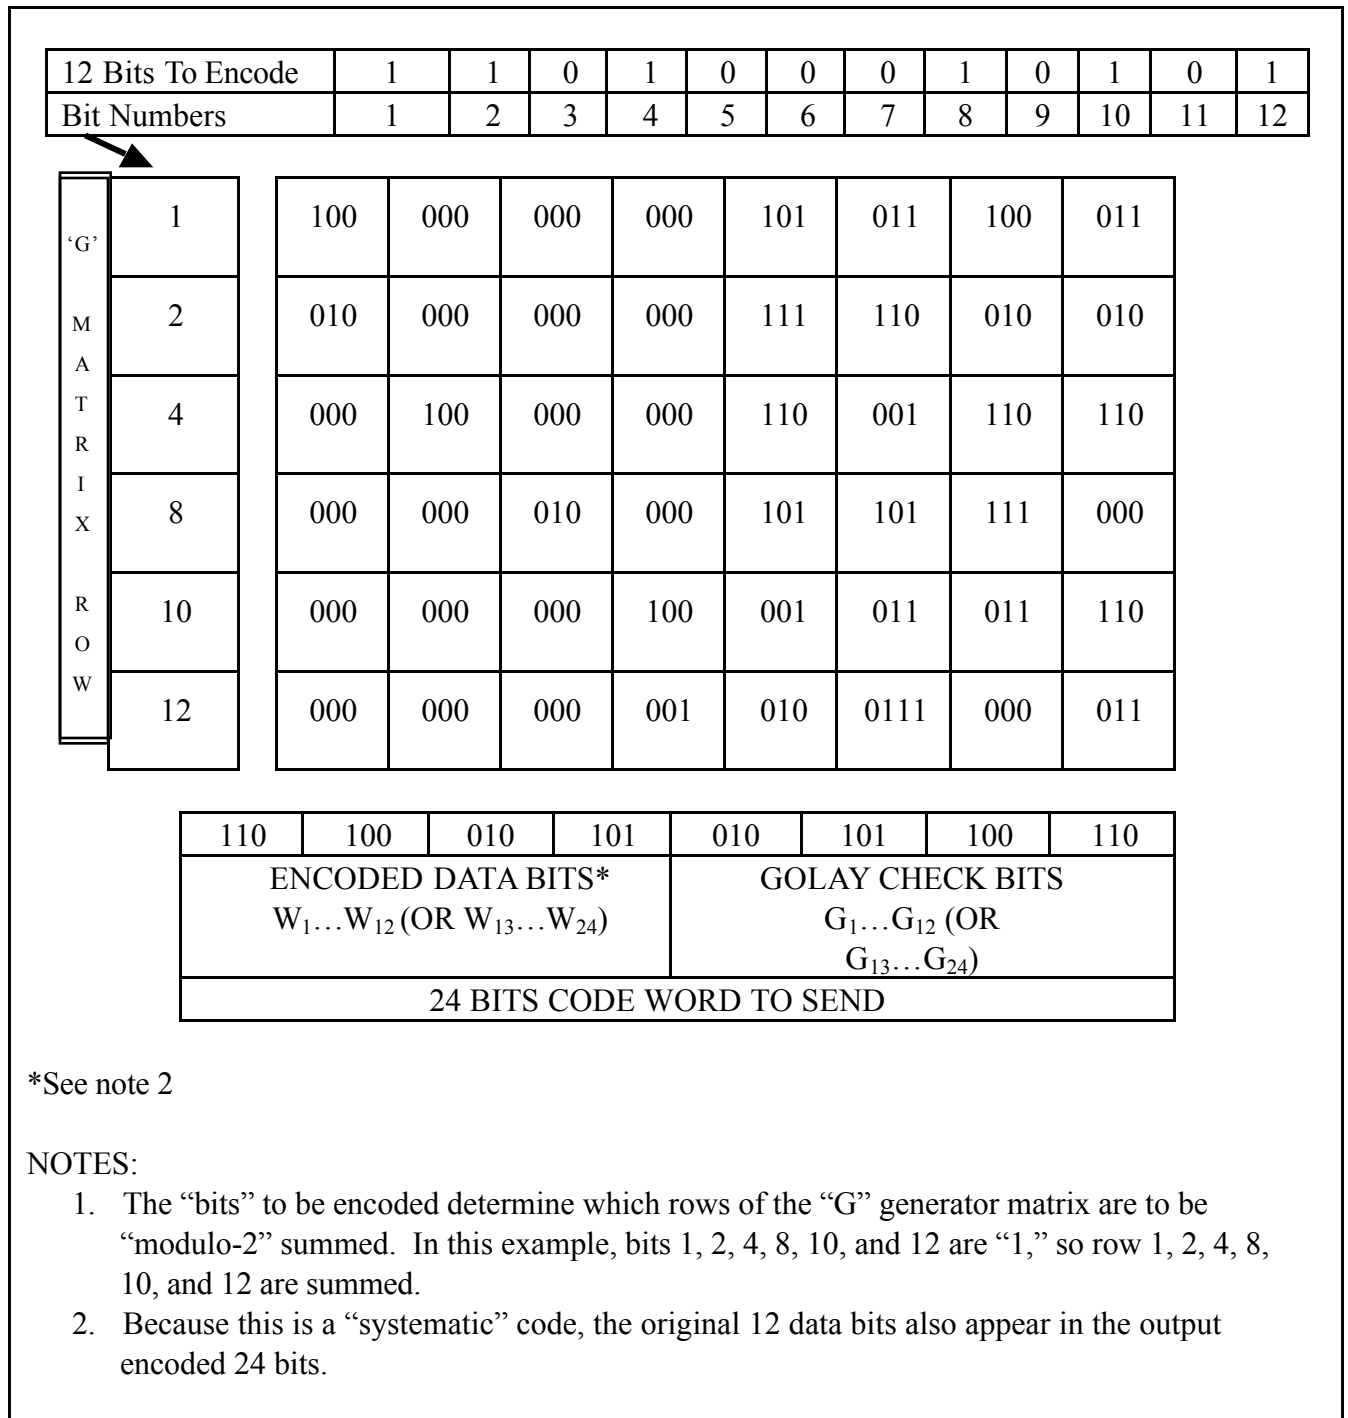 12 Bits To Encode 1 1 0 1 0 0 0 1 0 1 0 1
Bit Numbers 1 2 3 4 5 6 7 8 9 10 11 12
'G' MATRIX ROW
1 100 000 000 000 101 011 100 011
2 010 000 000 000 111 110 010 010
4 000 100 000 000 110 001 110 110
8 000 000 010 000 101 101 111 000
10 000 000 000 100 001 011 011 110
12 000 000 000 001 010 0111 000 011
110 100 010 101 010 101 100 110
ENCODED DATA BITS* GOLAY CHECK BITS
W₁…W₁₂ (OR W₁₃…W₂₄) G₁…G₁₂ (OR
G₁₃…G₂₄)
24 BITS CODE WORD TO SEND
*See note 2
NOTES:
1. The “bits” to be encoded determine which rows of the “G” generator matrix are to be
“modulo-2” summed. In this example, bits 1, 2, 4, 8, 10, and 12 are “1,” so row 1, 2, 4, 8,
10, and 12 are summed.
2. Because this is a “systematic” code, the original 12 data bits also appear in the output
encoded 24 bits.